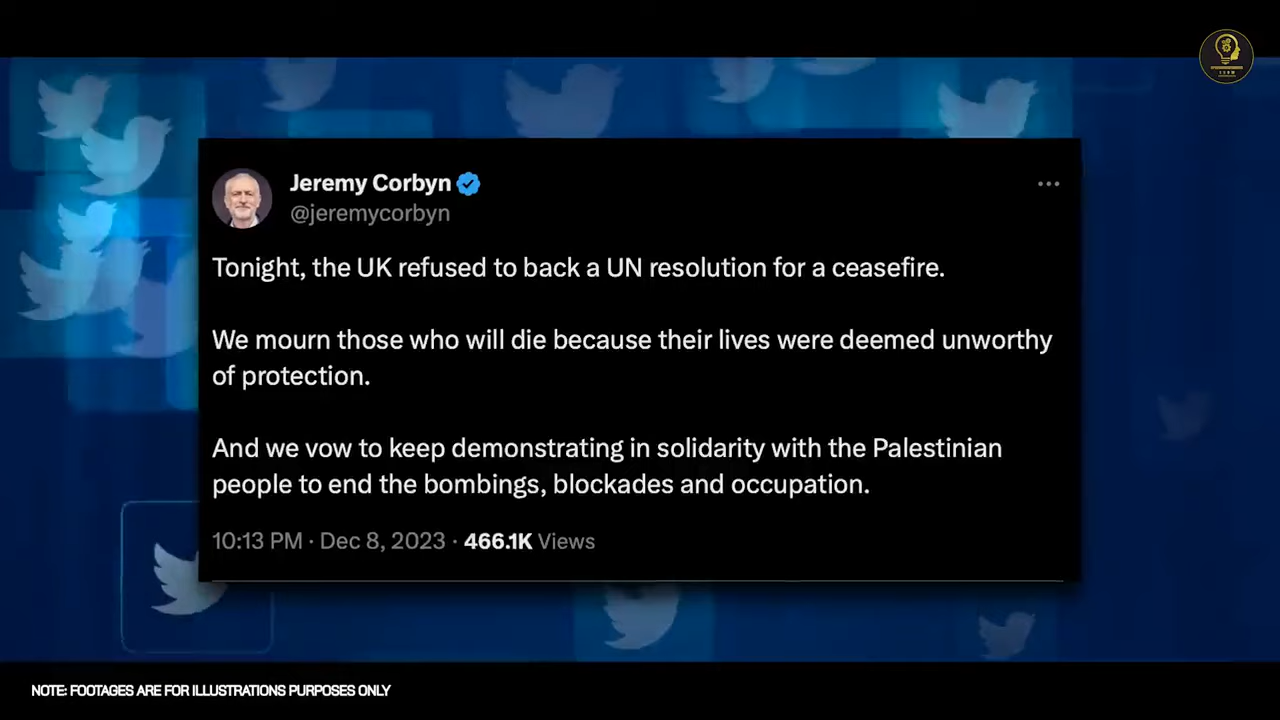 Jeremy Corbyn
@jeremycorbyn
Tonight, the UK refused to back a UN resolution for a ceasefire.
We mourn those who will die because their lives were deemed unworthy
of protection.
And we vow to keep demonstrating in solidarity with the Palestinian
people to end the bombings, blockades and occupation.
10:13 PM · Dec 8, 2023 · 466.1K Views
NOTE: FOOTAGES ARE FOR ILLUSTRATIONS PURPOSES ONLY